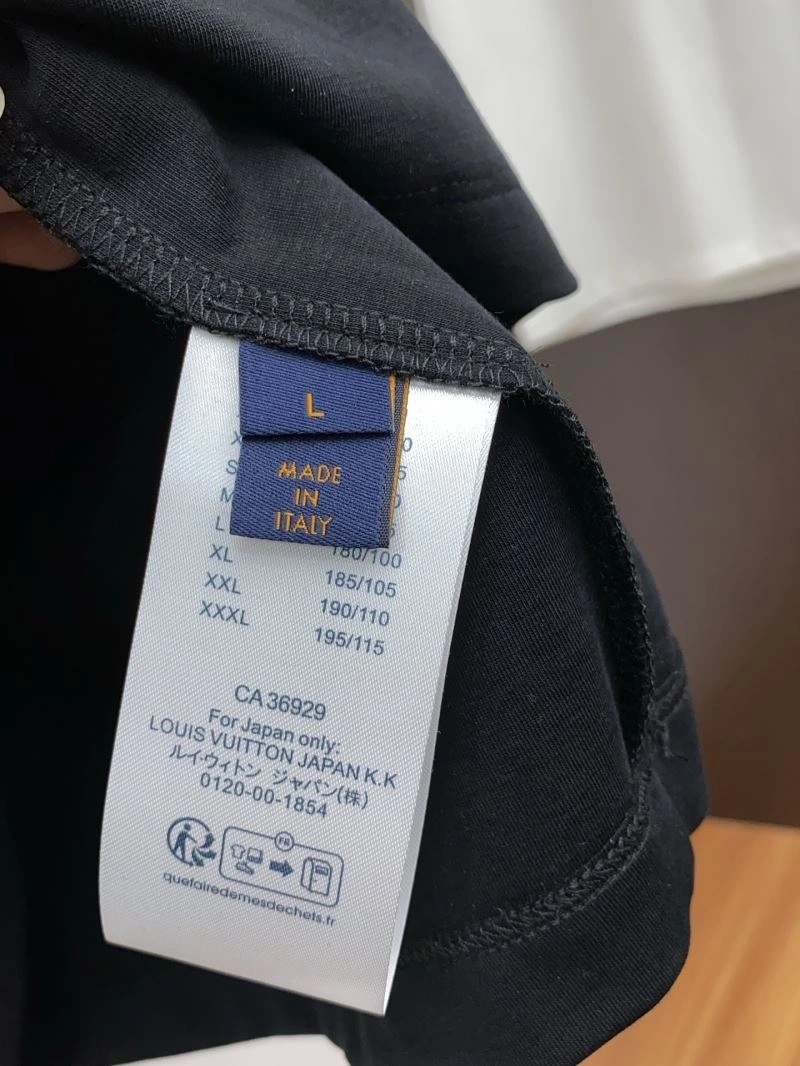 L
MADE
IN
ITALY
L
XL 180/100
XXL 185/105
XXXL 190/110
195/115
CA 36929
For Japan only:
LOUIS VUITTON JAPAN K.K
ルイ・ヴィトン ジャパン(株)
0120-00-1854
FR
quefairedemesdechets.fr